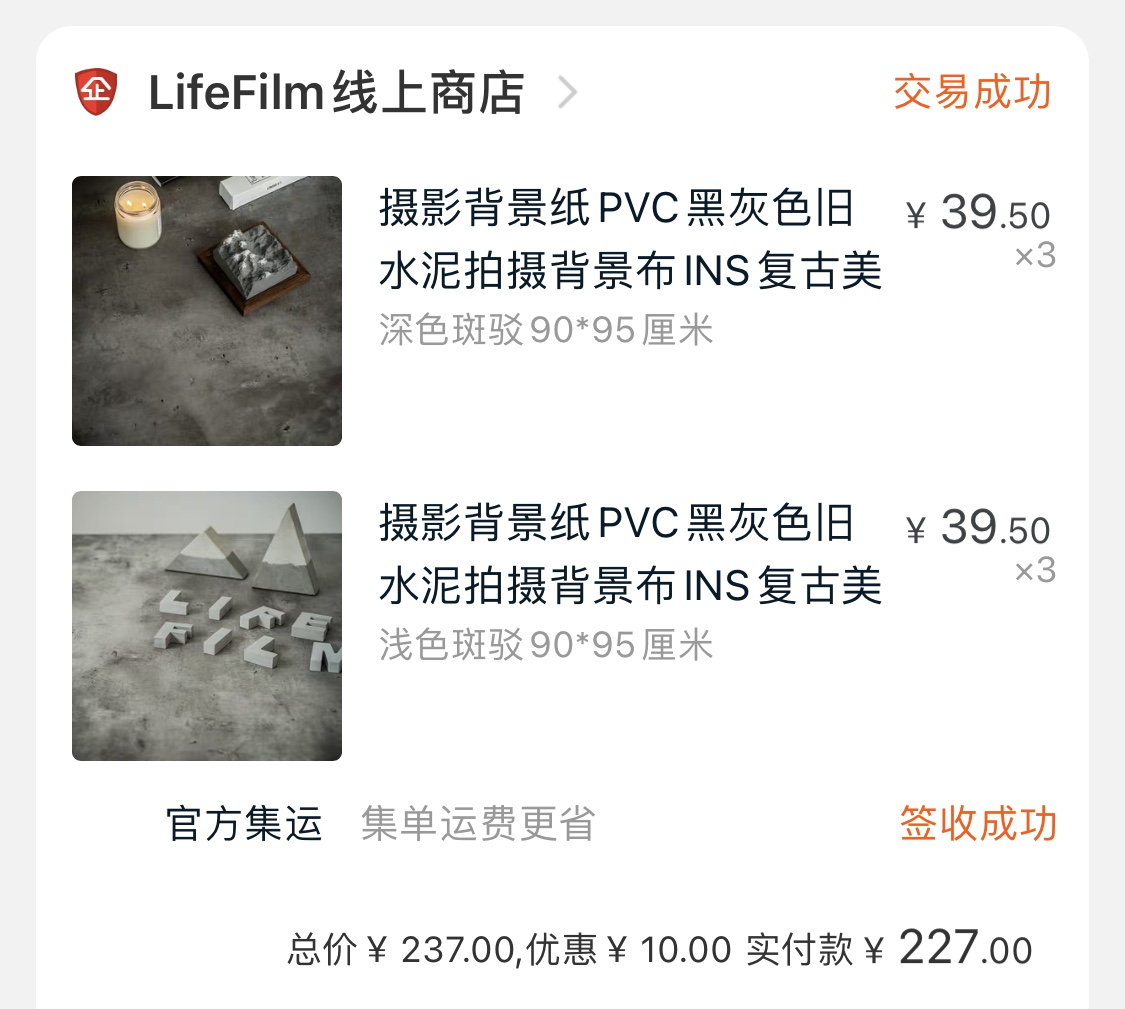 企
LifeFilm线上商店
交易成功
摄影背景纸PVC黑灰色旧
¥ 39.50
水泥拍摄背景布INS复古美
×3
深色斑驳90*95厘米
摄影背景纸PVC黑灰色旧
¥ 39.50
水泥拍摄背景布INS复古美
×3
浅色斑驳90*95厘米
LIFE
FILM
官方集运 集单运费更省
签收成功
总价¥ 237.00,优惠¥ 10.00 实付款¥ 227.00